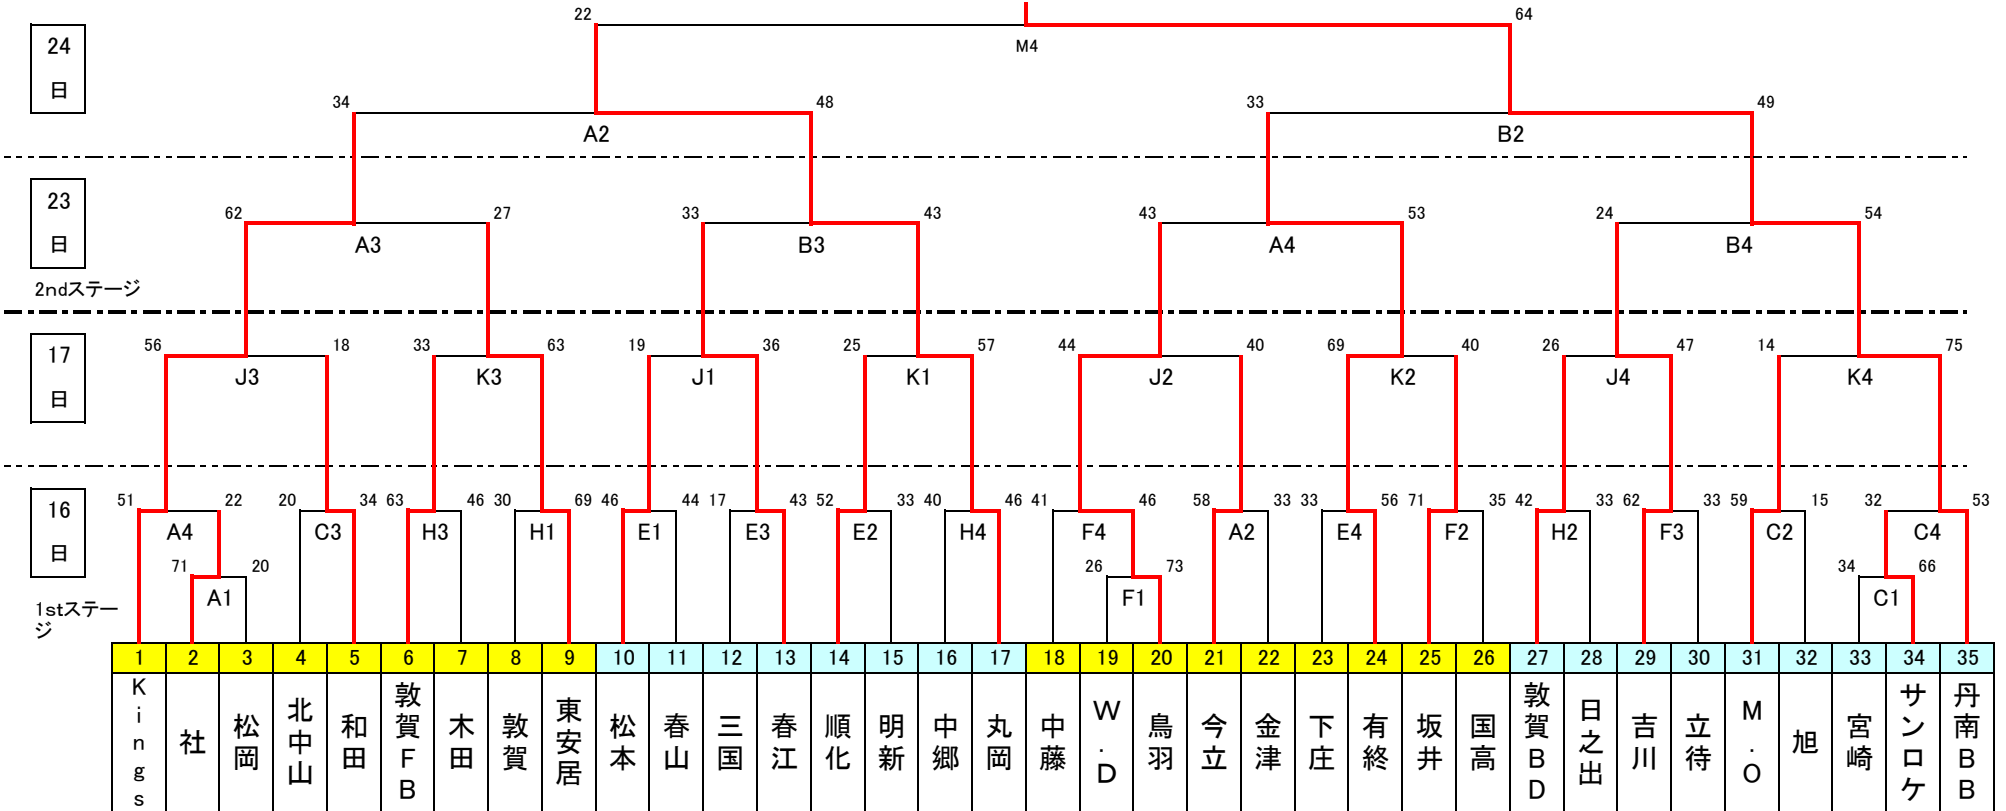 22 64
24
日
M4
34 48 33 49
A2 B2
23
日
62 27 33 43 43 53 24 54
A3 B3 A4 B4
2ndステージ
17
日
56 18 33 63 19 36 25 57 44 40 69 40 26 47 14 75
J3 K3 J1 K1 J2 K2 J4 K4
16
日
51 22 20 34 63 46 30 69 46 44 17 43 52 33 40 46 41 46 58 33 33 56 71 35 42 33 62 33 59 15 32 53
A4 C3 H3 H1 E1 E3 E2 H4 F4 A2 E4 F2 H2 F3 C2 C4
71 20 26 73 34 66
A1 F1 C1
1stステー
ジ
1 2 3 4 5 6 7 8 9 10 11 12 13 14 15 16 17 18 19 20 21 22 23 24 25 26 27 28 29 30 31 32 33 34 35
Kings
社
松岡
北中山
和田
敦賀FB
木田
敦賀
東安居
松本
春山
三国
春江
順化
明新
中郷
丸岡
中藤
W.D
鳥羽
今立
金津
下庄
有終
坂井
国高
敦賀BD
日之出
吉川
立待
M.O
旭
宮崎
サンロケ
丹南BB